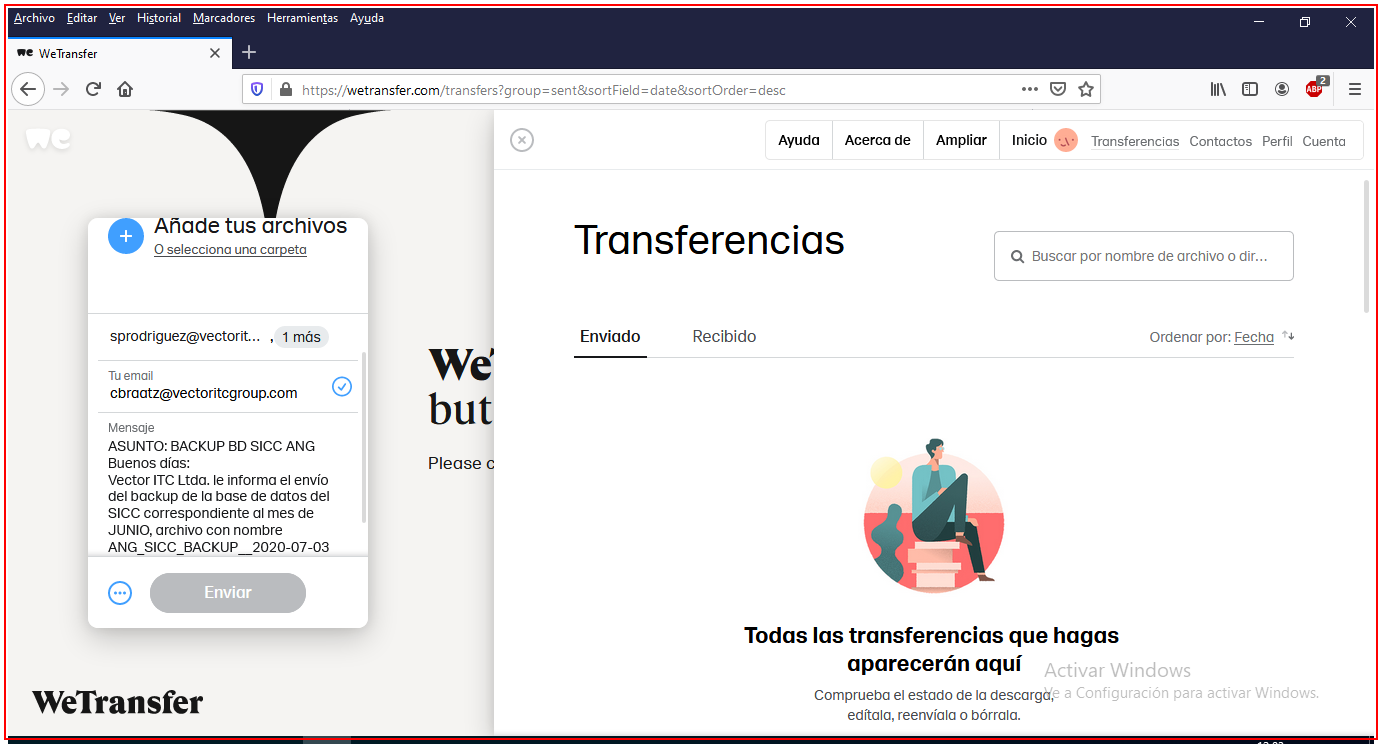 Archivo Editar Ver Historial Marcadores Herramientas Ayuda
we WeTransfer
https://wetransfer.com/transfers?group=sent&sortField=date&sortOrder=desc
ABP 2
we
Ayuda Acerca de Ampliar Inicio Transferencias Contactos Perfil Cuenta
Añade tus archivos
O selecciona una carpeta
sprodriguez@vectorit... , 1 más
Tu email
cbraatz@vectoritcgroup.com
Mensaje
ASUNTO: BACKUP BD SICC ANG
Buenos días:
Vector ITC Ltda. le informa el envío
del backup de la base de datos del
SICC correspondiente al mes de
JUNIO, archivo con nombre
ANG_SICC_BACKUP__2020-07-03
Enviar
WeTransfer
We
but
Please
Transferencias
Buscar por nombre de archivo o dir...
Enviado Recibido
Ordenar por: Fecha
Todas las transferencias que hagas
aparecerán aquí
Comprueba el estado de la descarga,
edítala, reenvíala o bórrala.
Activar Windows
Ve a Configuración para activar Windows.